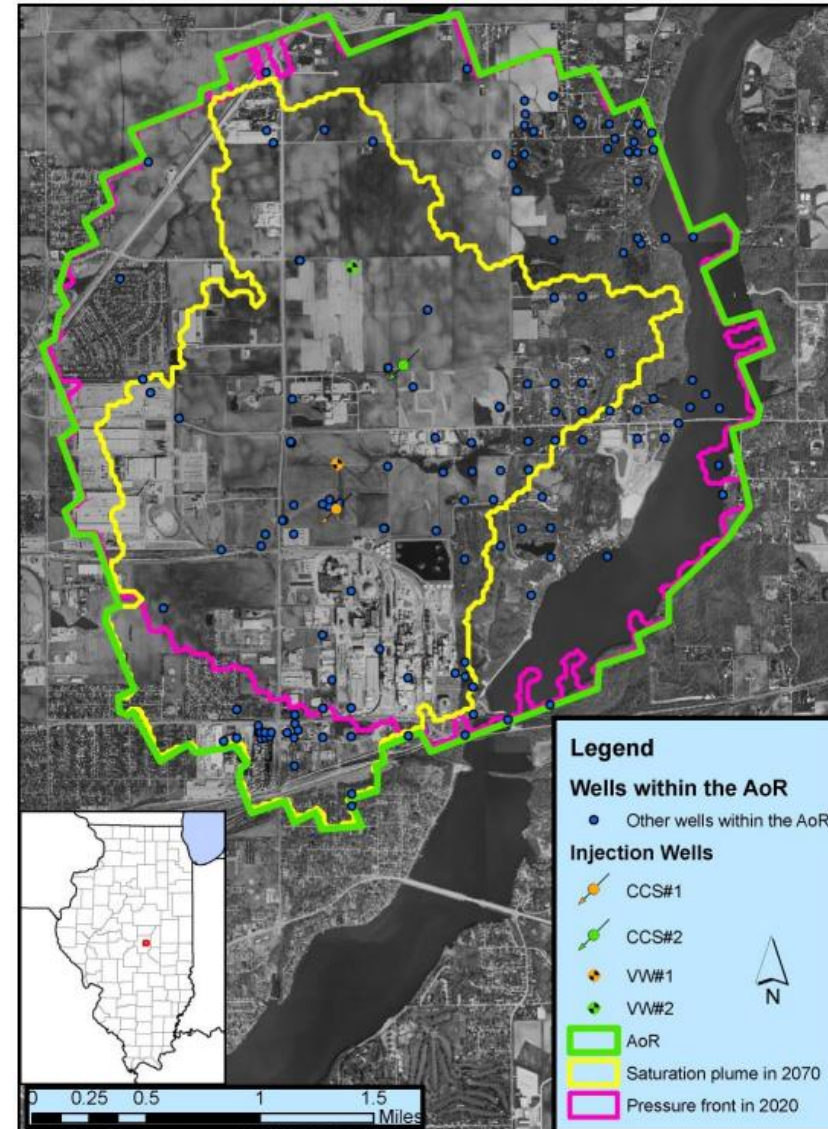 Legend
Wells within the AoR
Other wells within the AoR
Injection Wells
CCS#1
CCS#2
VW#1
VW#2
AoR
Saturation plume in 2070
Pressure front in 2020
N
0 0.25 0.5 1 1.5
Miles